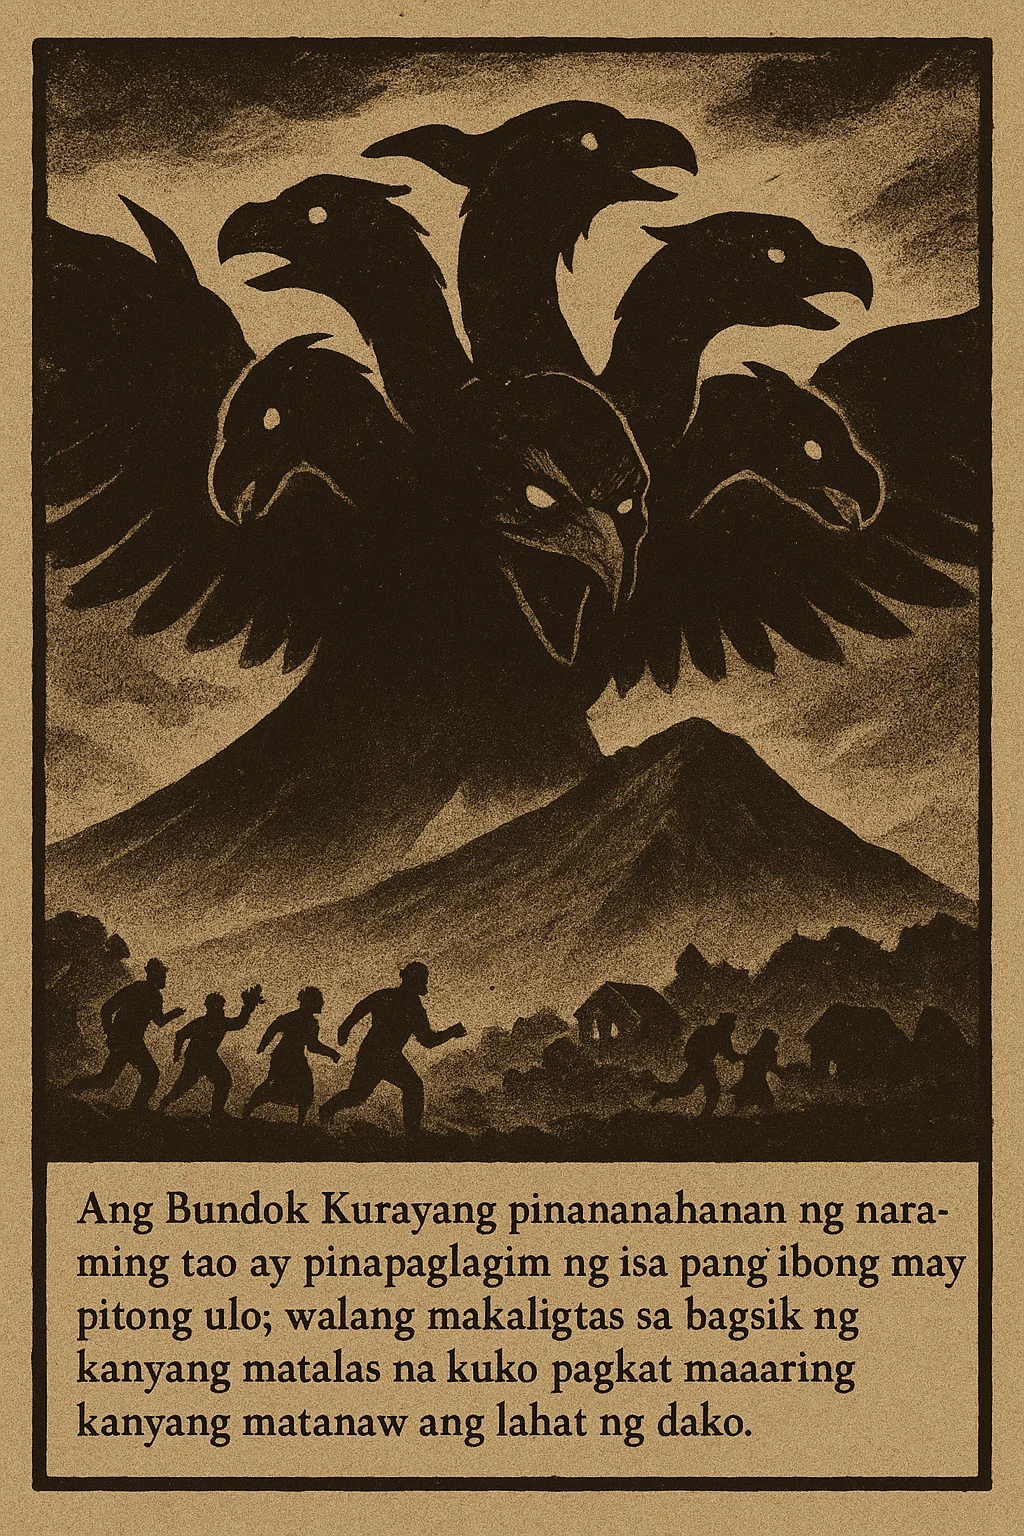 Ang Bundok Kurayang pinananahanan ng nara-
ming tao ay pinapaglagim ng isa pang ibong may
pitong ulo; walang makaligtas sa bagsik ng
kanyang matalas na kuko pagkat maaaring
kanyang matanaw ang lahat ng dako.